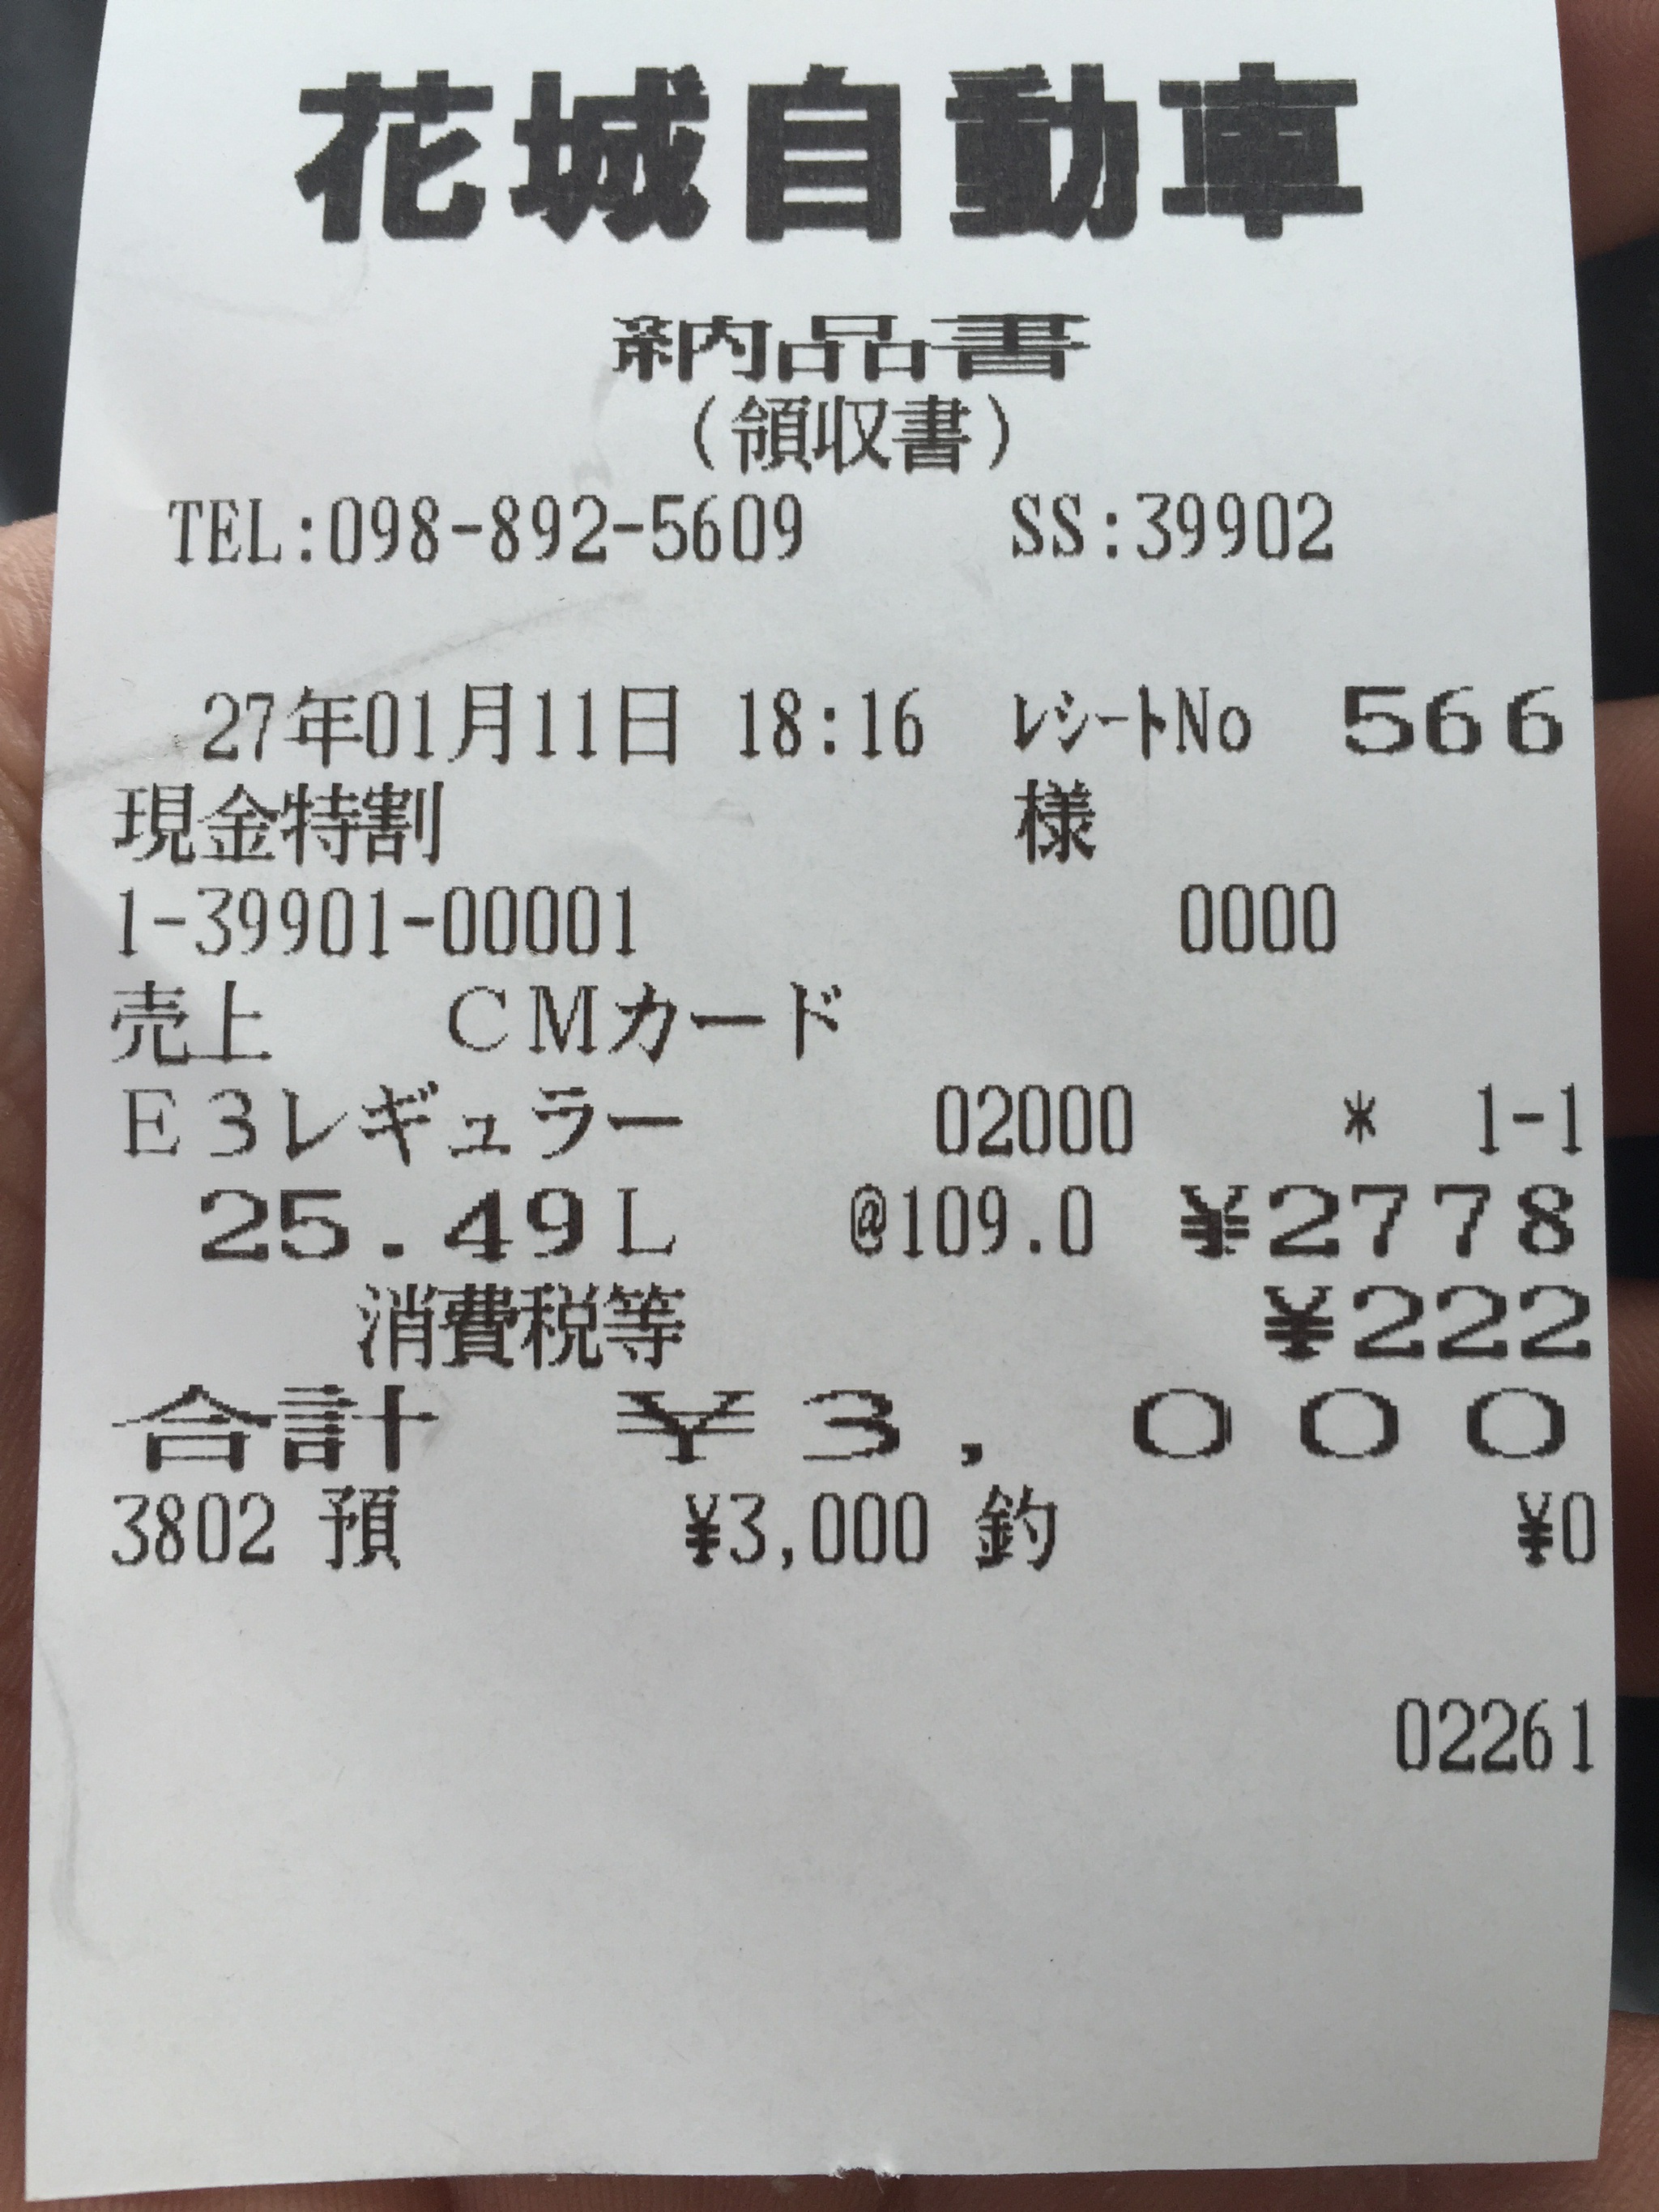 花城自動車
納品書
（領収書）
TEL:098-892-5609 SS:39902
27年01月11日 18:16 ﾚｼｰﾄNo 566
現金特割 様
1-39901-00001 0000
売上 ＣＭカード
Ｅ３レギュラー 02000 * 1-1
25.49L @109.0 ¥2778
消費税等 ¥222
合計 ￥３，０００
3802 預 ¥3,000 釣 ¥0
02261